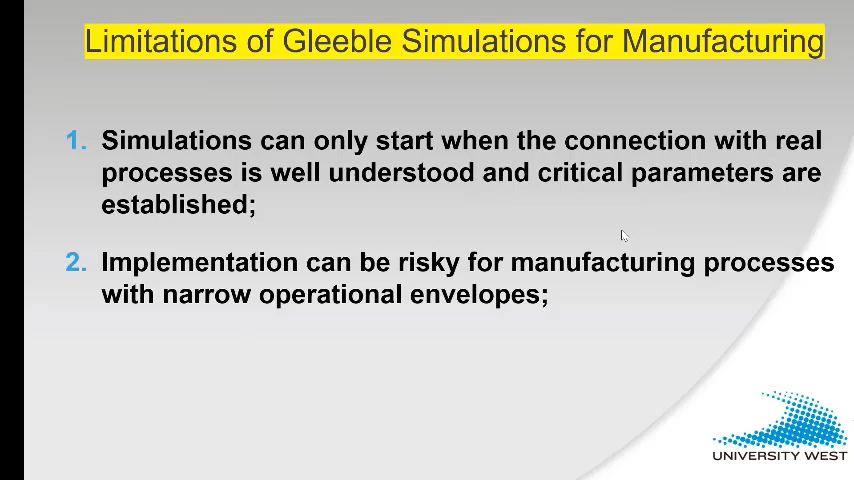 Limitations of Gleeble Simulations for Manufacturing
1. Simulations can only start when the connection with real
processes is well understood and critical parameters are
established;
2. Implementation can be risky for manufacturing processes
with narrow operational envelopes;
UNIVERSITY WEST